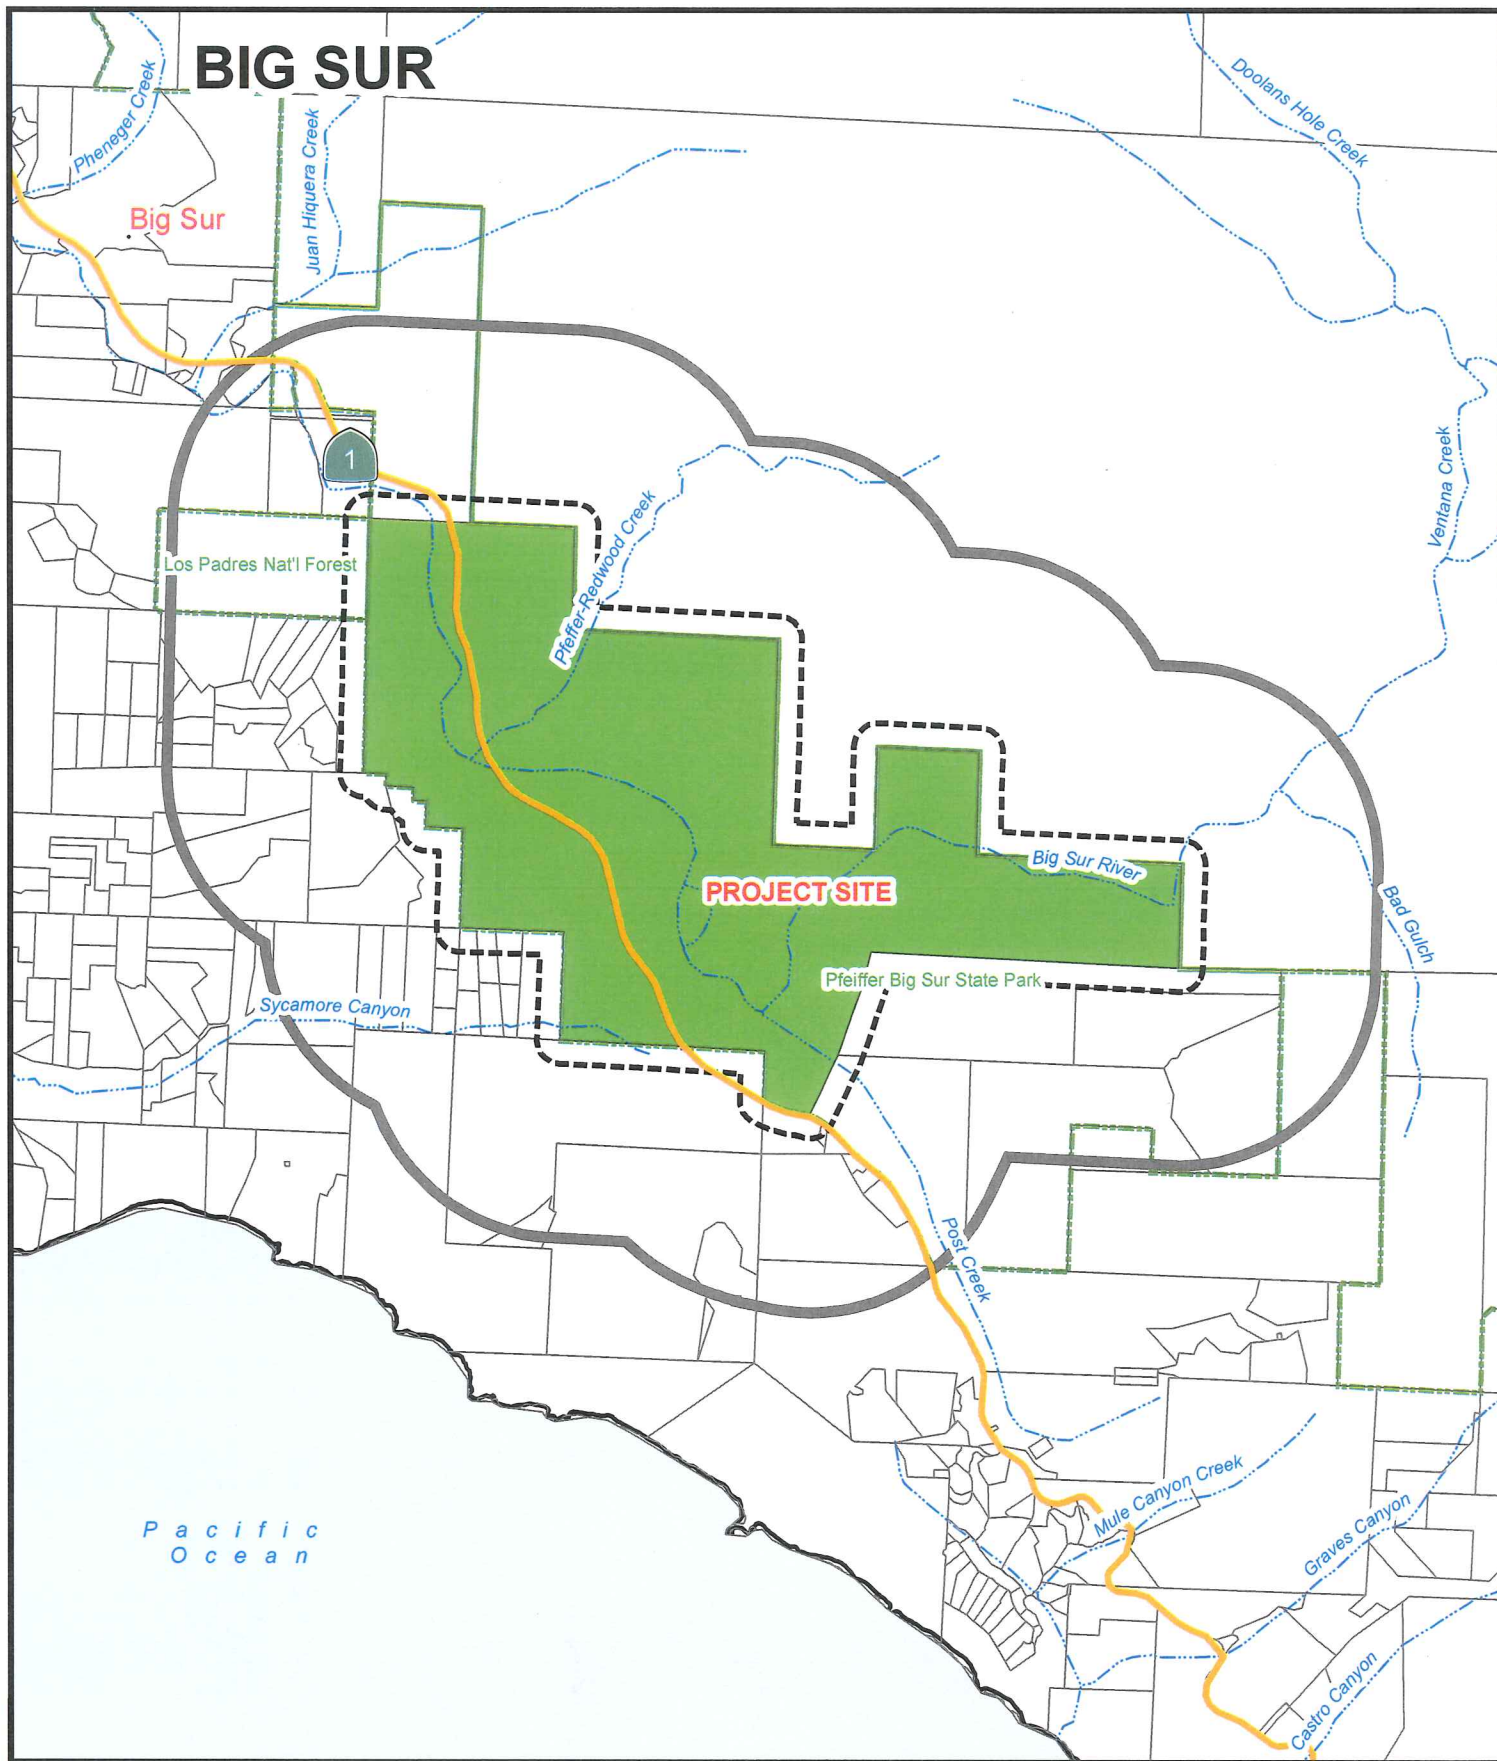 BIG SUR
Pheneger Creek
Juan Hiquera Creek
Doolans Hole Creek
Big Sur
1
Ventana Creek
Los Padres Nat'l Forest
Pfeffer-Redwood Creek
Big Sur River
PROJECT SITE
Bad Gulch
Pfeiffer Big Sur State Park
Sycamore Canyon
Post Creek
Mule Canyon Creek
Graves Canyon
Castro Canyon
Pacific
Ocean